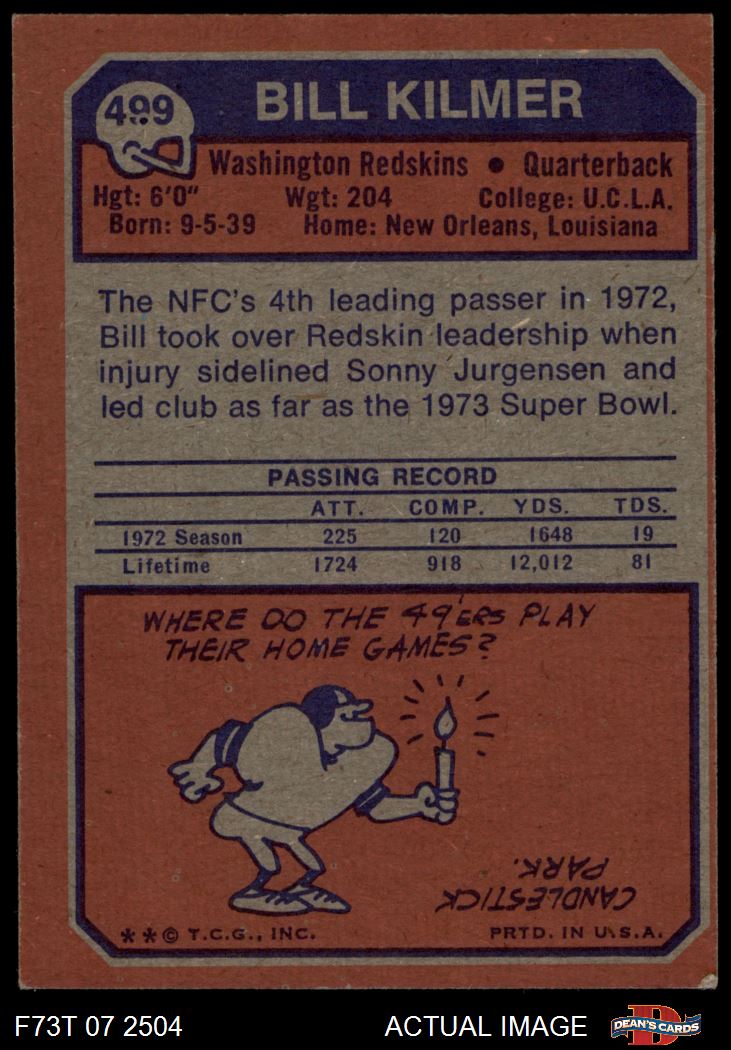 499
BILL KILMER
Washington Redskins • Quarterback
Hgt: 6'0" Wgt: 204 College: U.C.L.A.
Born: 9-5-39 Home: New Orleans, Louisiana
The NFC's 4th leading passer in 1972,
Bill took over Redskin leadership when
injury sidelined Sonny Jurgensen and
led club as far as the 1973 Super Bowl.
PASSING RECORD
ATT. COMP. YDS. TDS.
1972 Season 225 120 1648 19
Lifetime 1724 918 12,012 81
WHERE DO THE 49'ERS PLAY
THEIR HOME GAMES?
CANDLESTICK
PARK.
**© T.C.G., INC. PRTD. IN U.S.A.
F73T 07 2504 ACTUAL IMAGE
DEAN'S CARDS